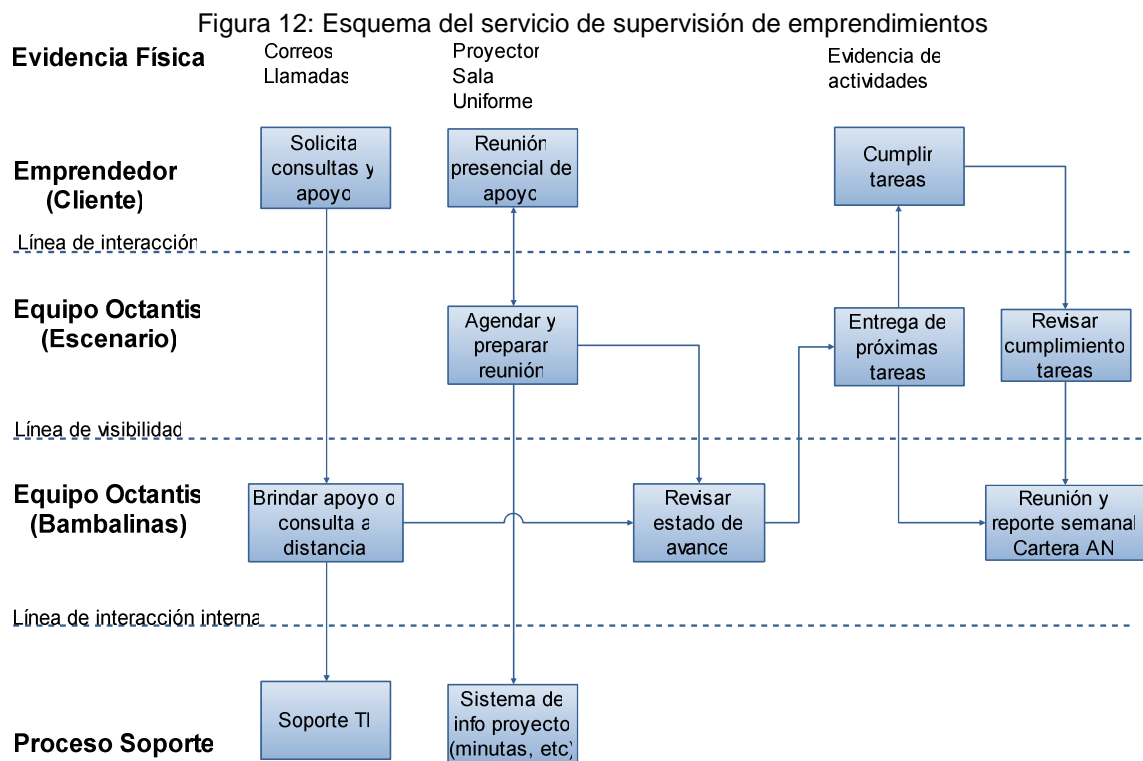 Figura 12: Esquema del servicio de supervisión de emprendimientos
Evidencia Física
Correos
Llamadas
Proyector
Sala
Uniforme
Evidencia de
actividades
Emprendedor
(Cliente)
Solicita
consultas y
apoyo
Reunión
presencial de
apoyo
Cumplir
tareas
Línea de interacción
Equipo Octantis
(Escenario)
Agendar y
preparar
reunión
Entrega de
próximas
tareas
Revisar
cumplimiento
tareas
Línea de visibilidad
Equipo Octantis
(Bambalinas)
Brindar apoyo o
consulta a
distancia
Revisar
estado de
avance
Reunión y
reporte semanal
Cartera AN
Línea de interacción interna
Proceso Soporte
Soporte TI
Sistema de
info proyecto
(minutas, etc)